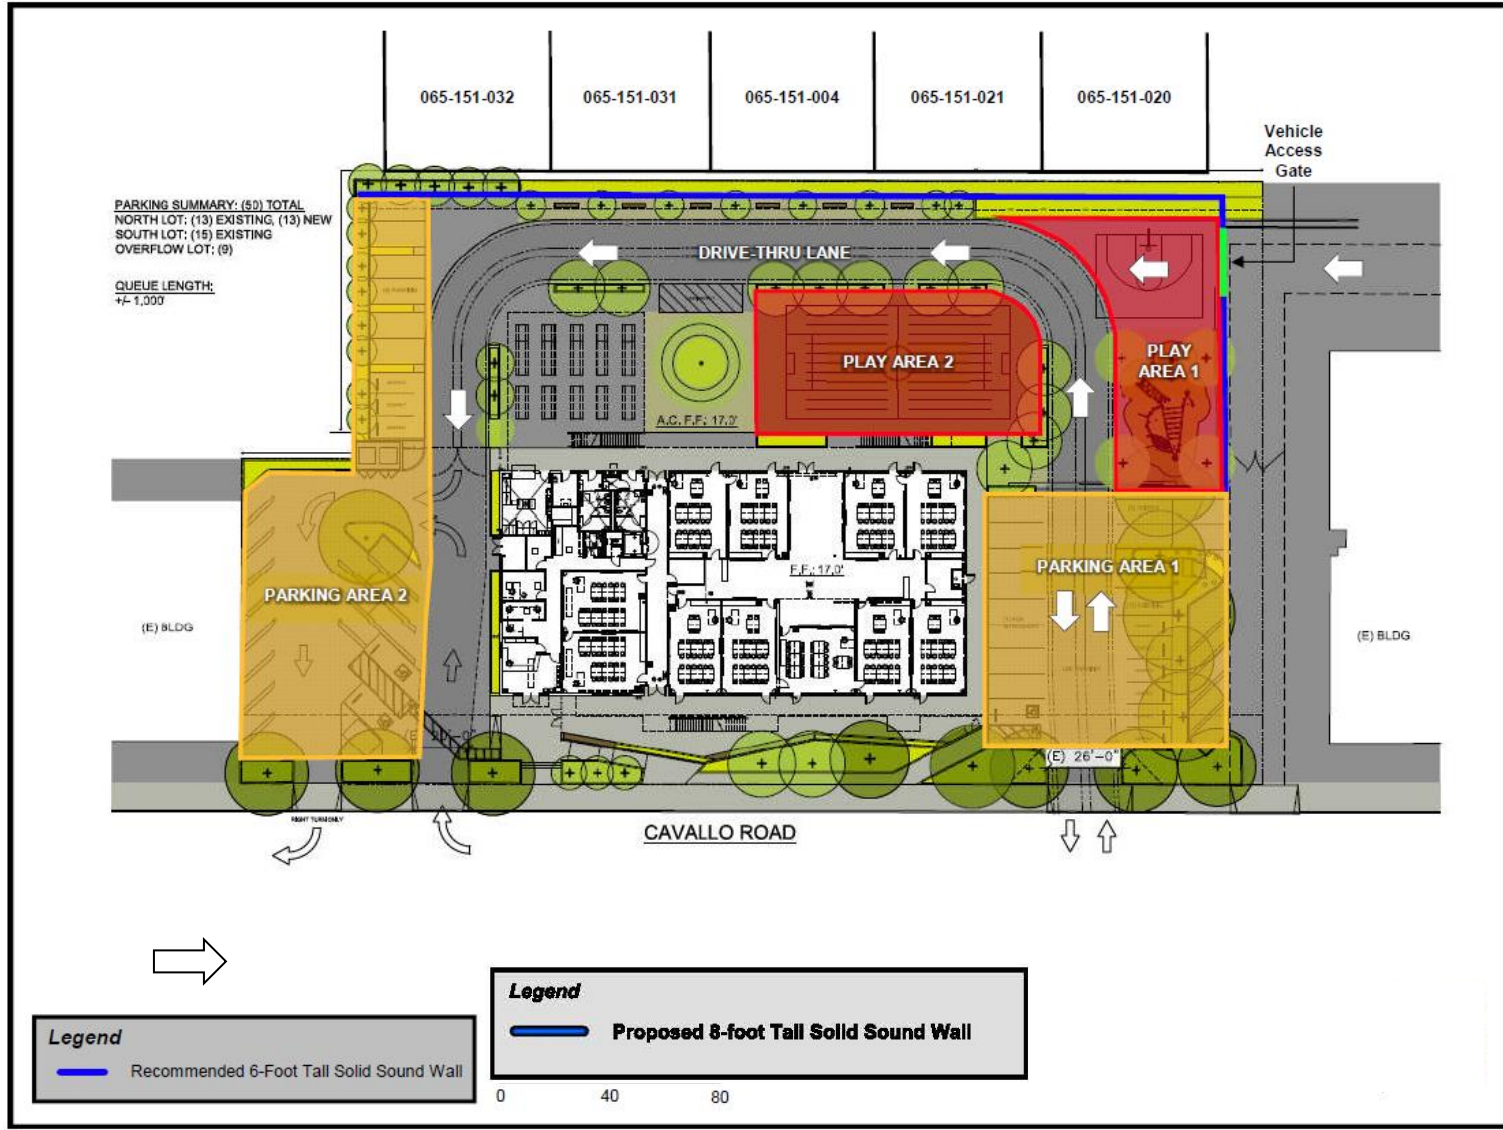 065-151-032
065-151-031
065-151-004
065-151-021
065-151-020
Vehicle
Access
Gate
PARKING SUMMARY: (50) TOTAL
NORTH LOT: (13) EXISTING, (13) NEW
SOUTH LOT: (15) EXISTING
OVERFLOW LOT: (9)
QUEUE LENGTH:
+/- 1,000'
DRIVE-THRU LANE
PLAY AREA 2
PLAY
AREA 1
A.C. F.F.: 17.0'
F.F.: 17.0'
PARKING AREA 1
PARKING AREA 2
(E) BLDG
(E) BLDG
(E) 26'-0"
RIGHT TURN ONLY
CAVALLO ROAD
Legend
Proposed 8-foot Tall Solid Sound Wall
Legend
Recommended 6-Foot Tall Solid Sound Wall
0 40 80